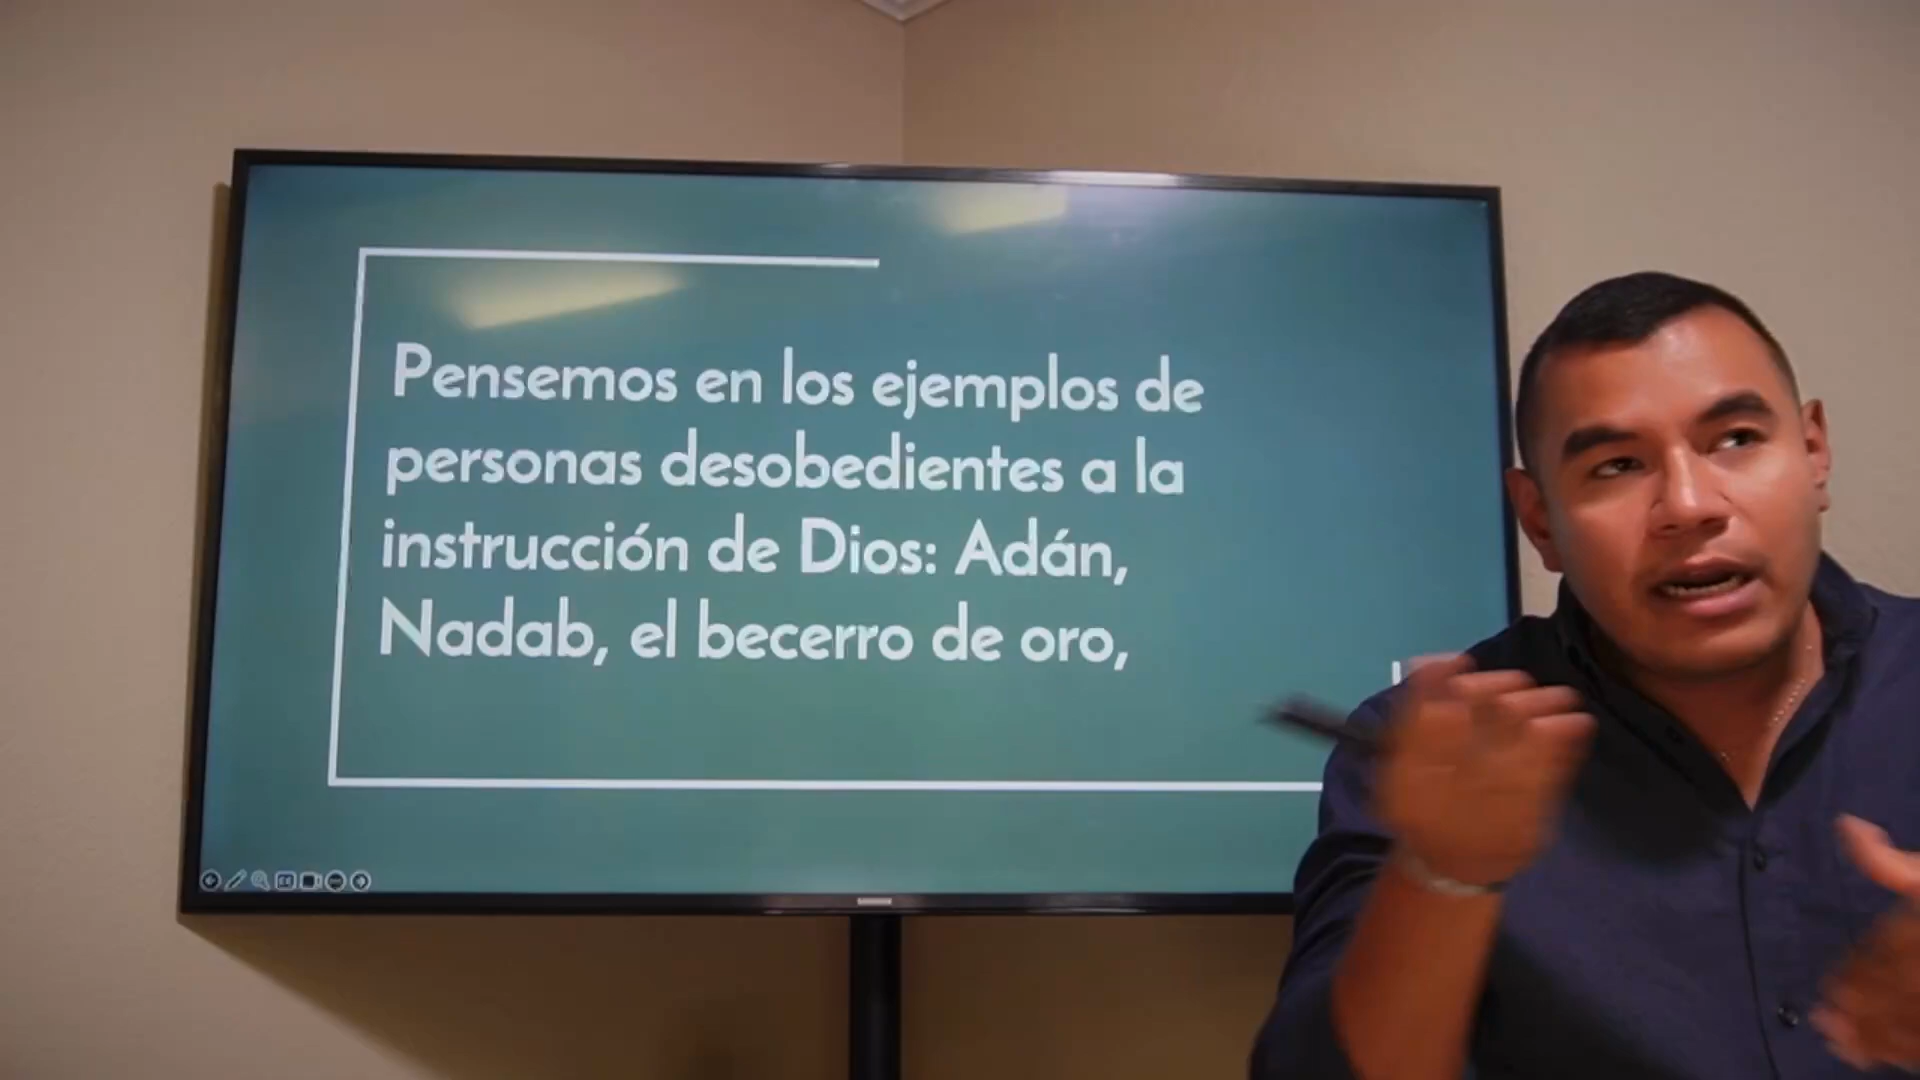 Pensemos en los ejemplos de
personas desobedientes a la
instrucción de Dios: Adán,
Nadab, el becerro de oro,